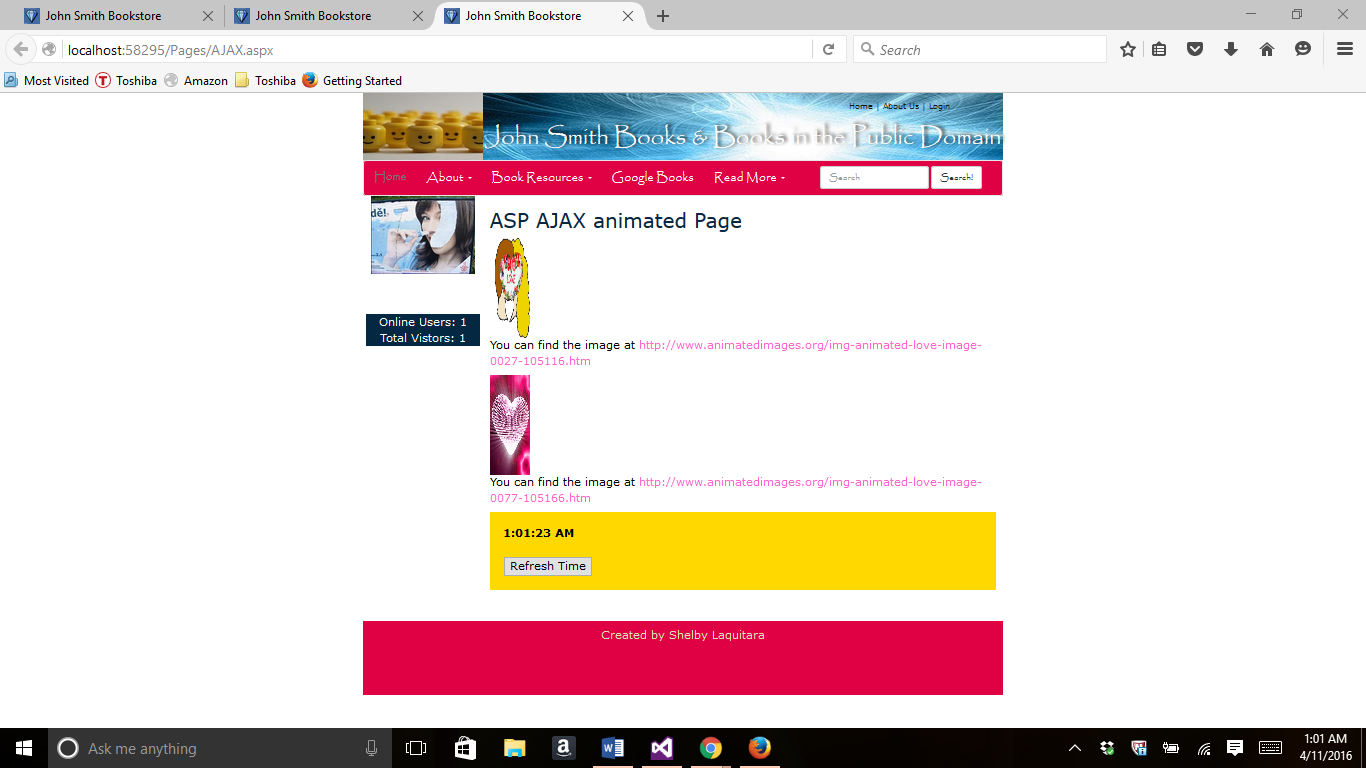 John Smith Bookstore
John Smith Bookstore
John Smith Bookstore
localhost:58295/Pages/AJAX.aspx
Search
Most Visited
Toshiba
Amazon
Toshiba
Getting Started
Home | About Us | Login
John Smith Books & Books in the Public Domain
Home
About
Book Resources
Google Books
Read More
Search
Search!
dě!
ASP AJAX animated Page
LOVE
Online Users: 1
Total Vistors: 1
You can find the image at http://www.animatedimages.org/img-animated-love-image-
0027-105116.htm
You can find the image at http://www.animatedimages.org/img-animated-love-image-
0077-105166.htm
1:01:23 AM
Refresh Time
Created by Shelby Laquitara
Ask me anything
1:01 AM
4/11/2016